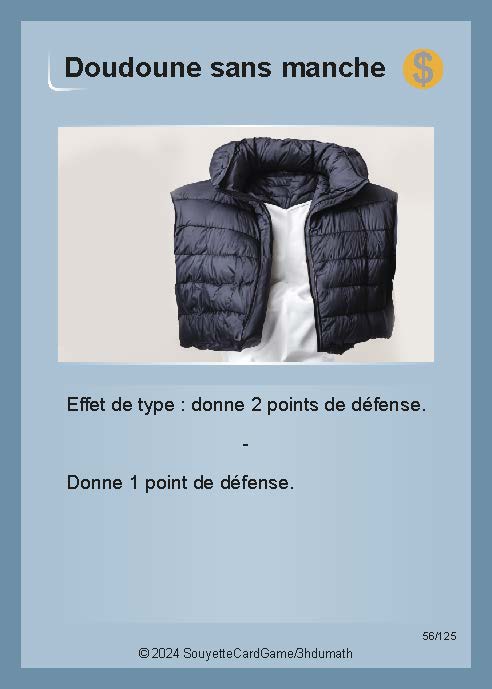 Doudoune sans manche $
Effet de type : donne 2 points de défense.
-
Donne 1 point de défense.
56/125
© 2024 SouyetteCardGame/3hdumath